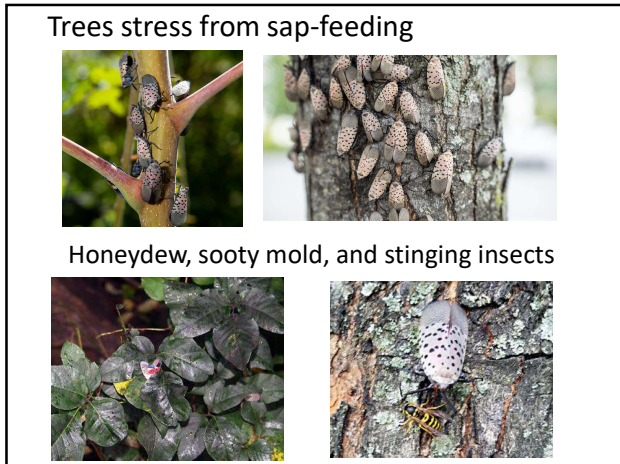 Trees stress from sap-feeding
Honeydew, sooty mold, and stinging insects